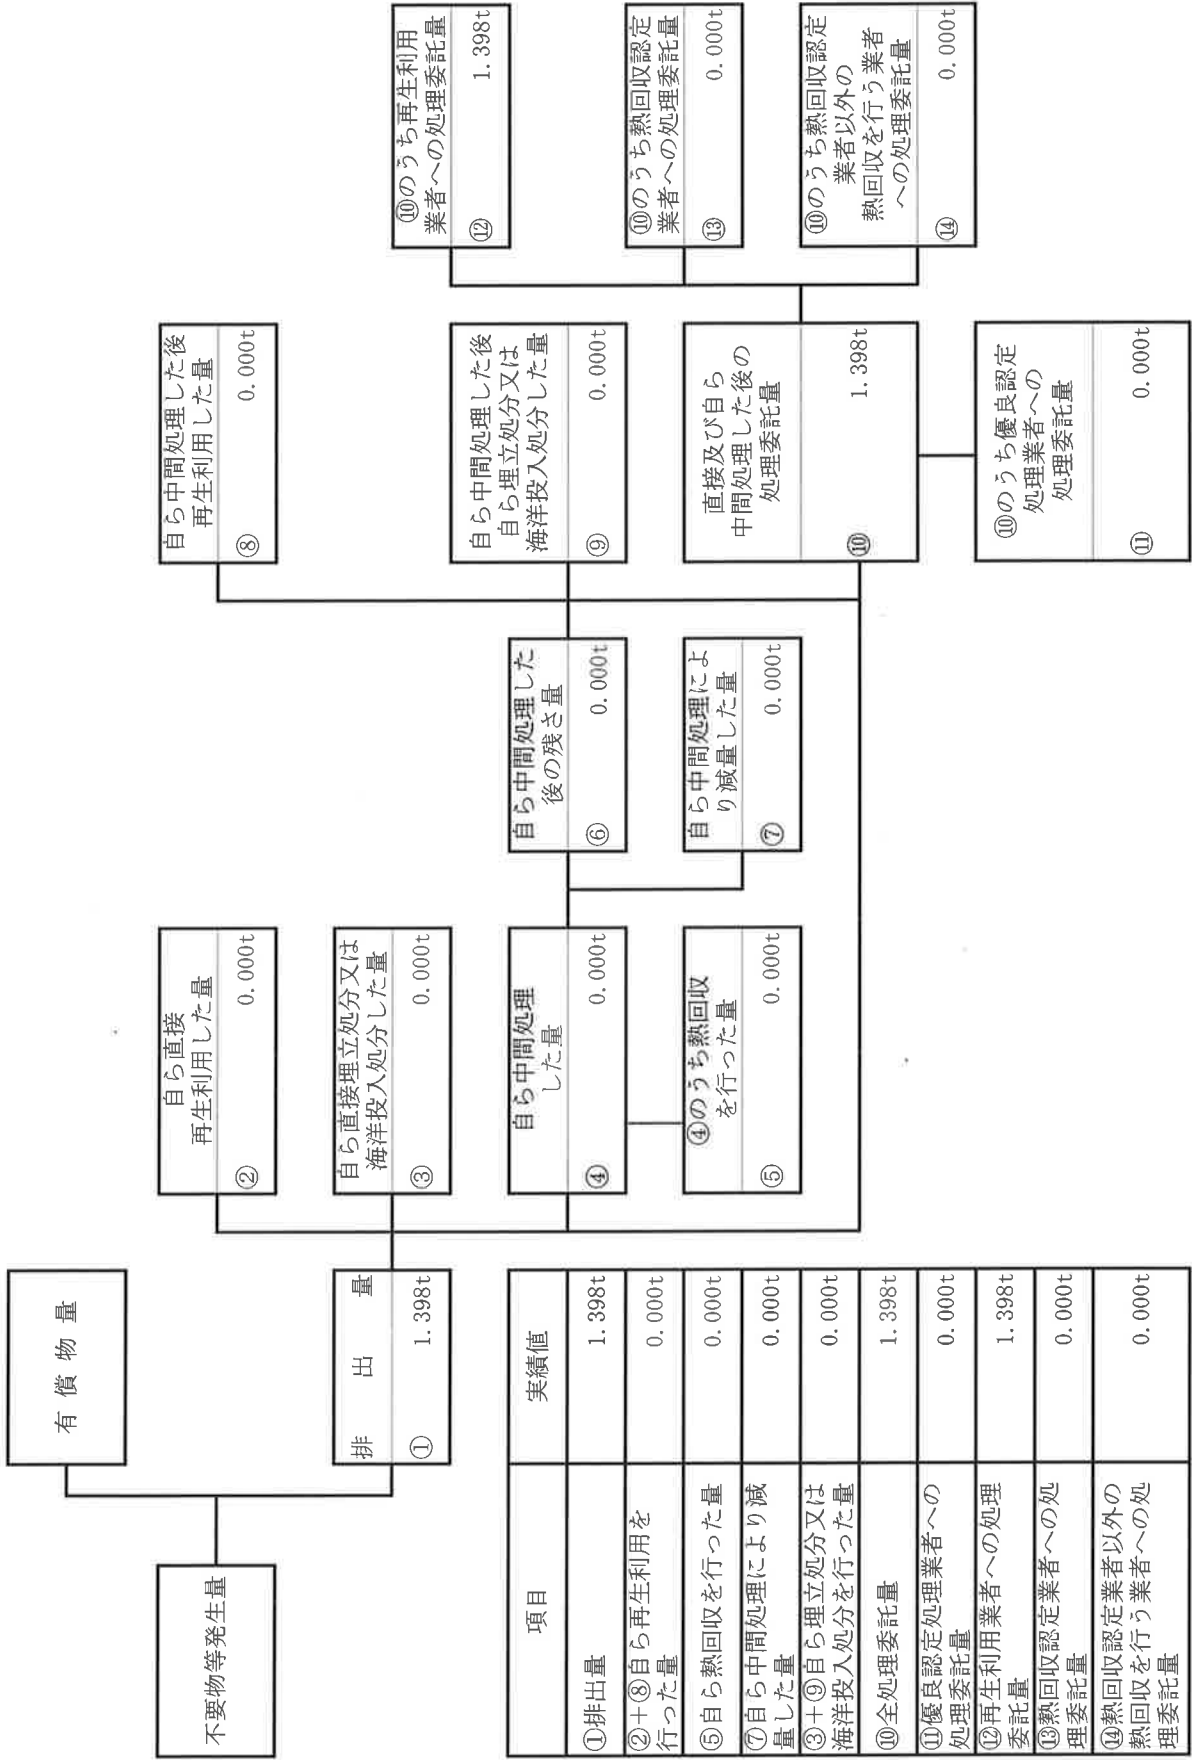 不要物等発生量
有 償 物 量
排 出 量
① 1.398t
自ら直接
再生利用した量
② 0.000t
自ら直接埋立処分又は
海洋投入処分した量
③ 0.000t
自ら中間処理
した量
④ 0.000t
④のうち熱回収
を行った量
⑤ 0.000t
自ら中間処理した
後の残さ量
⑥ 0.000t
自ら中間処理によ
り減量した量
⑦ 0.000t
自ら中間処理した後
再生利用した量
⑧ 0.000t
自ら中間処理した後
自ら埋立処分又は
海洋投入処分した量
⑨ 0.000t
直接及び自ら
中間処理した後の
処理委託量
⑩ 1.398t
⑩のうち優良認定
処理業者への
処理委託量
⑪ 0.000t
⑩のうち再生利用
業者への処理委託量
⑫ 1.398t
⑩のうち熱回収認定
業者への処理委託量
⑬ 0.000t
⑩のうち熱回収認定
業者以外の
熱回収を行う業者
への処理委託量
⑭ 0.000t
項目 実績値
①排出量 1.398t
②+⑧自ら再生利用を
行った量 0.000t
⑤自ら熱回収を行った量 0.000t
⑦自ら中間処理により減
量した量 0.000t
③+⑨自ら埋立処分又は
海洋投入処分を行った量 0.000t
⑩全処理委託量 1.398t
⑪優良認定処理業者への
処理委託量 0.000t
⑫再生利用業者への処理
委託量 1.398t
⑬熱回収認定業者への処
理委託量 0.000t
⑭熱回収認定業者以外の
熱回収を行う業者への処
理委託量 0.000t